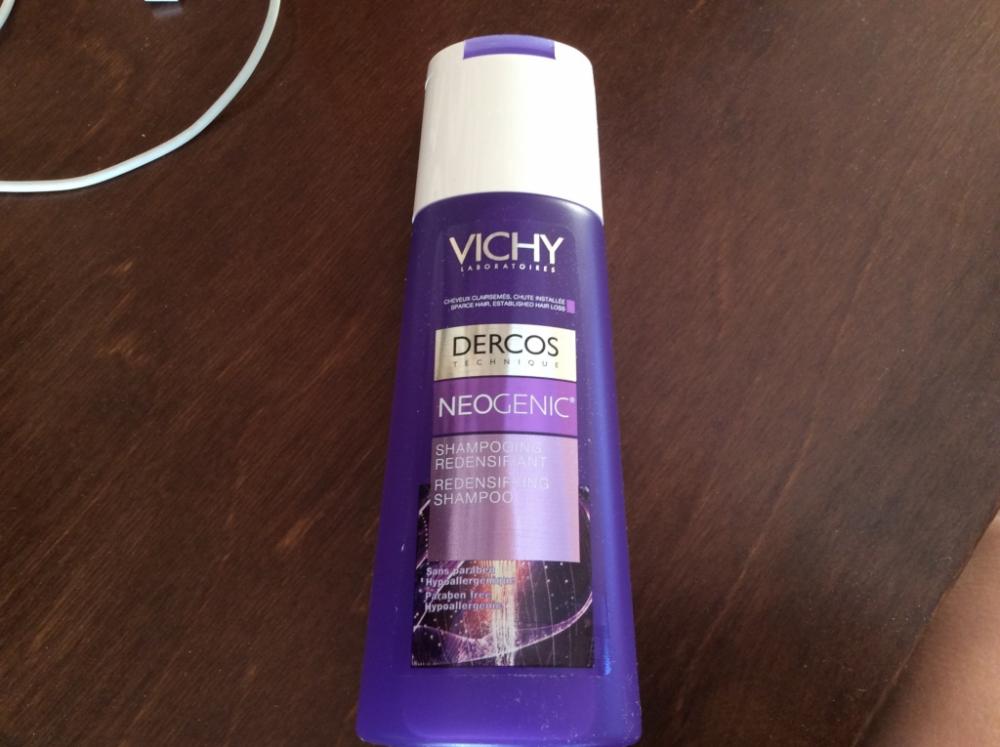 VICHY
LABORATOIRES
CHEVEUX CLAIRSEMÉS, CHUTE INSTALLÉE
SPARCE HAIR, ESTABLISHED HAIR LOSS
DERCOS
TECHNIQUE
NEOGENIC®
SHAMPOOING
REDENSIFIANT
REDENSIFYING
SHAMPOO
Sans paraben
Hypoallergénique
Paraben free
Hypoallergenic